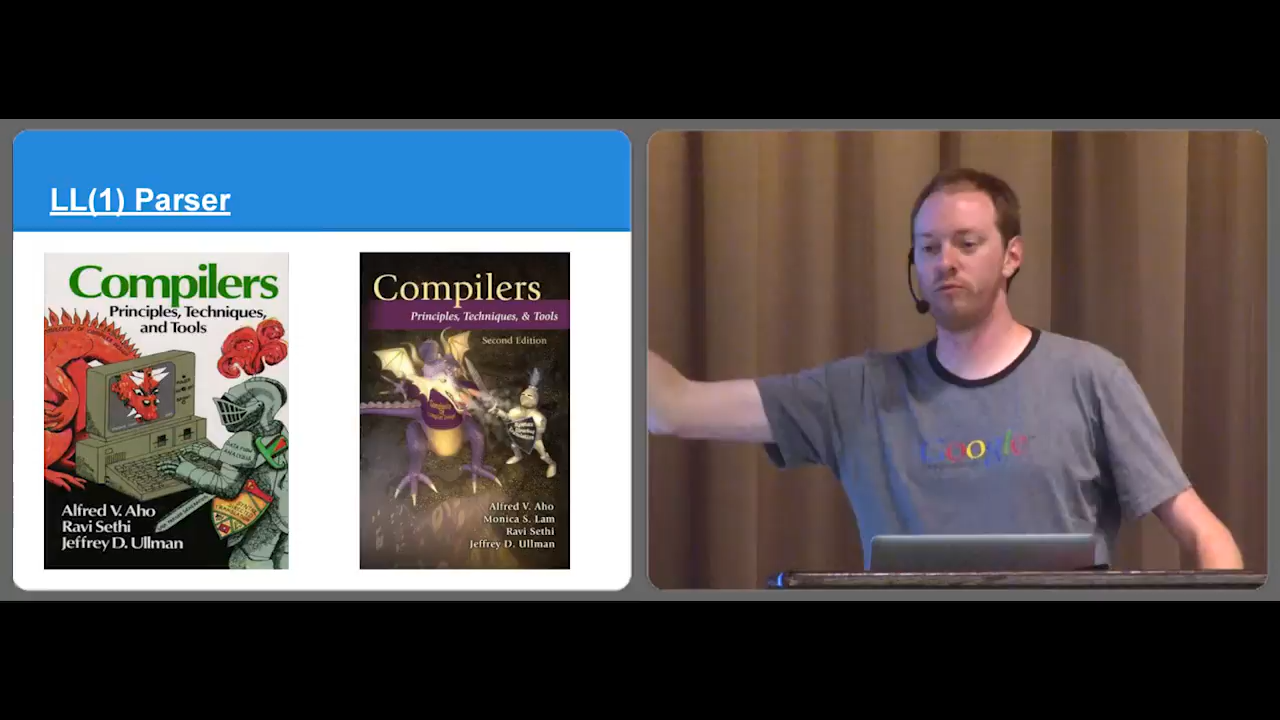 LL(1) Parser
Compilers
Principles, Techniques,
and Tools
Alfred V. Aho
Ravi Sethi
Jeffrey D. Ullman
Compilers
Principles, Techniques, & Tools
Second Edition
Alfred V. Aho
Monica S. Lam
Ravi Sethi
Jeffrey D. Ullman
Google